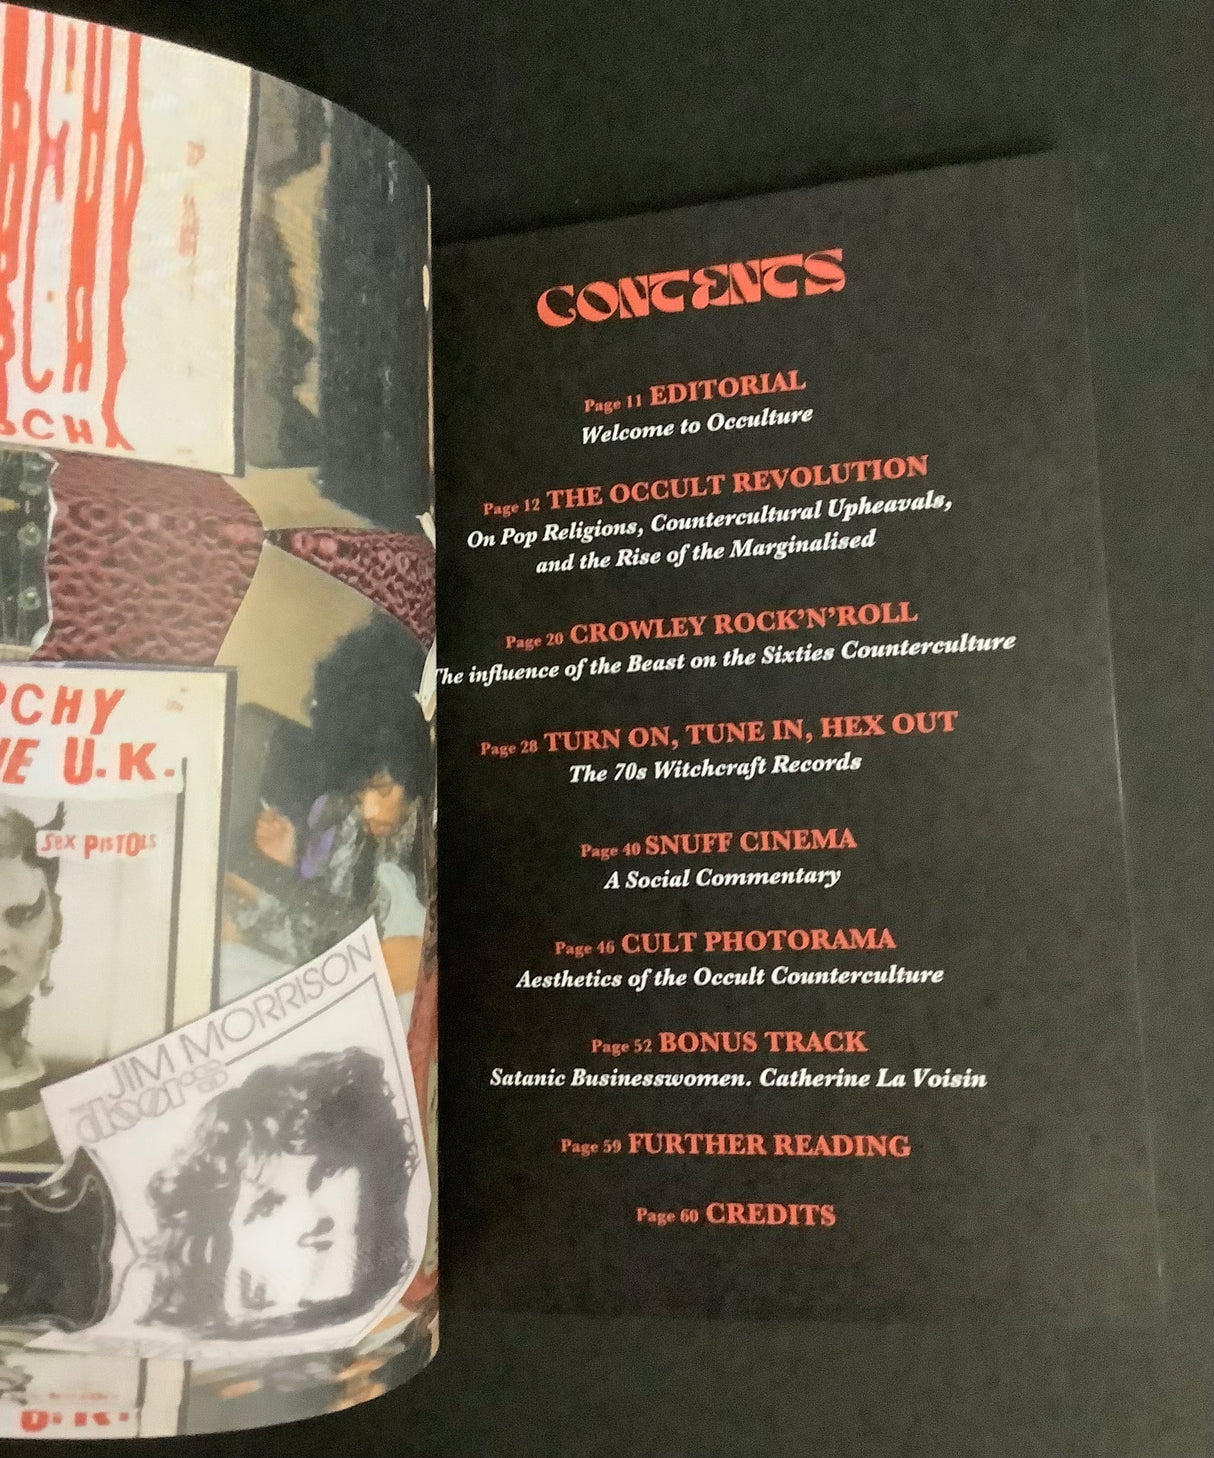 CHY
U.K.
SEX PISTOLS
JIM MORRISON
doors
U.K.
CONTENTS
Page 11 EDITORIAL
Welcome to Occulture
Page 12 THE OCCULT REVOLUTION
On Pop Religions, Countercultural Upheavals,
and the Rise of the Marginalised
Page 20 CROWLEY ROCK'N'ROLL
The influence of the Beast on the Sixties Counterculture
Page 28 TURN ON, TUNE IN, HEX OUT
The 70s Witchcraft Records
Page 40 SNUFF CINEMA
A Social Commentary
Page 46 CULT PHOTORAMA
Aesthetics of the Occult Counterculture
Page 52 BONUS TRACK
Satanic Businesswomen. Catherine La Voisin
Page 59 FURTHER READING
Page 60 CREDITS